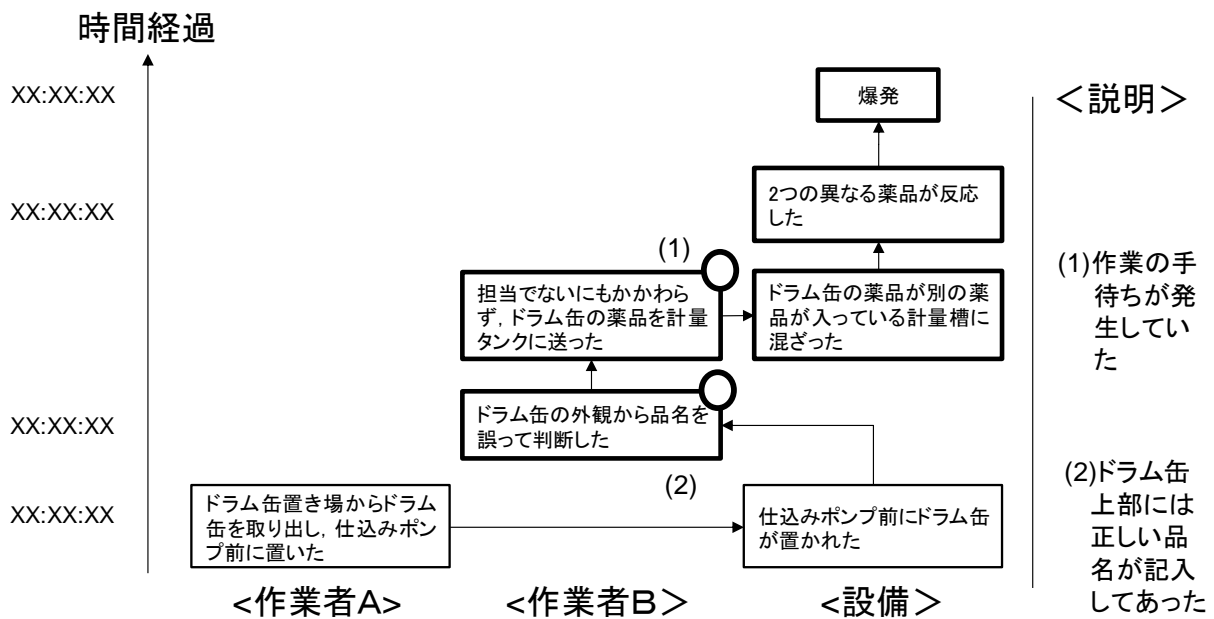 時間経過
XX:XX:XX
爆発
＜説明＞
2つの異なる薬品が反応
した
XX:XX:XX
(1)
担当でないにもかかわら
ず，ドラム缶の薬品を計量
タンクに送った
ドラム缶の薬品が別の薬
品が入っている計量槽に
混ざった
(1)作業の手
待ちが発
生してい
た
XX:XX:XX
ドラム缶の外観から品名を
誤って判断した
(2)
XX:XX:XX
ドラム缶置き場からドラム
缶を取り出し，仕込みポン
プ前に置いた
仕込みポンプ前にドラム缶
が置かれた
(2)ドラム缶
上部には
正しい品
名が記入
してあった
<作業者A>
<作業者B＞
<設備＞